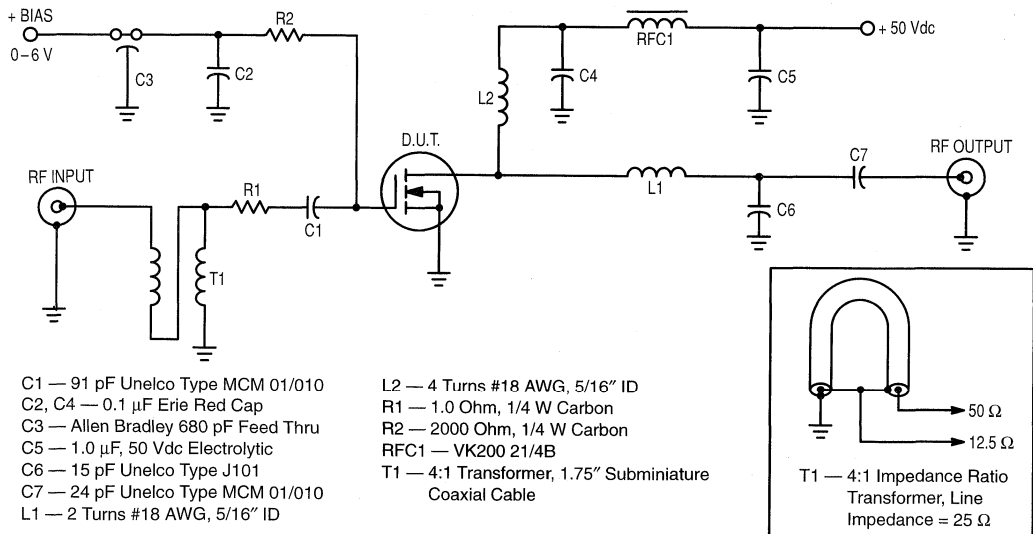 + BIAS
0–6 V
C3
C2
R2
RF INPUT
R1
C1
T1
D.U.T.
L2
C4
RFC1
C5
+ 50 Vdc
L1
C6
C7
RF OUTPUT
C1 — 91 pF Unelco Type MCM 01/010
C2, C4 — 0.1 μF Erie Red Cap
C3 — Allen Bradley 680 pF Feed Thru
C5 — 1.0 μF, 50 Vdc Electrolytic
C6 — 15 pF Unelco Type J101
C7 — 24 pF Unelco Type MCM 01/010
L1 — 2 Turns #18 AWG, 5/16″ ID
L2 — 4 Turns #18 AWG, 5/16″ ID
R1 — 1.0 Ohm, 1/4 W Carbon
R2 — 2000 Ohm, 1/4 W Carbon
RFC1 — VK200 21/4B
T1 — 4:1 Transformer, 1.75″ Subminiature
Coaxial Cable
50 Ω
12.5 Ω
T1 — 4:1 Impedance Ratio
Transformer, Line
Impedance = 25 Ω